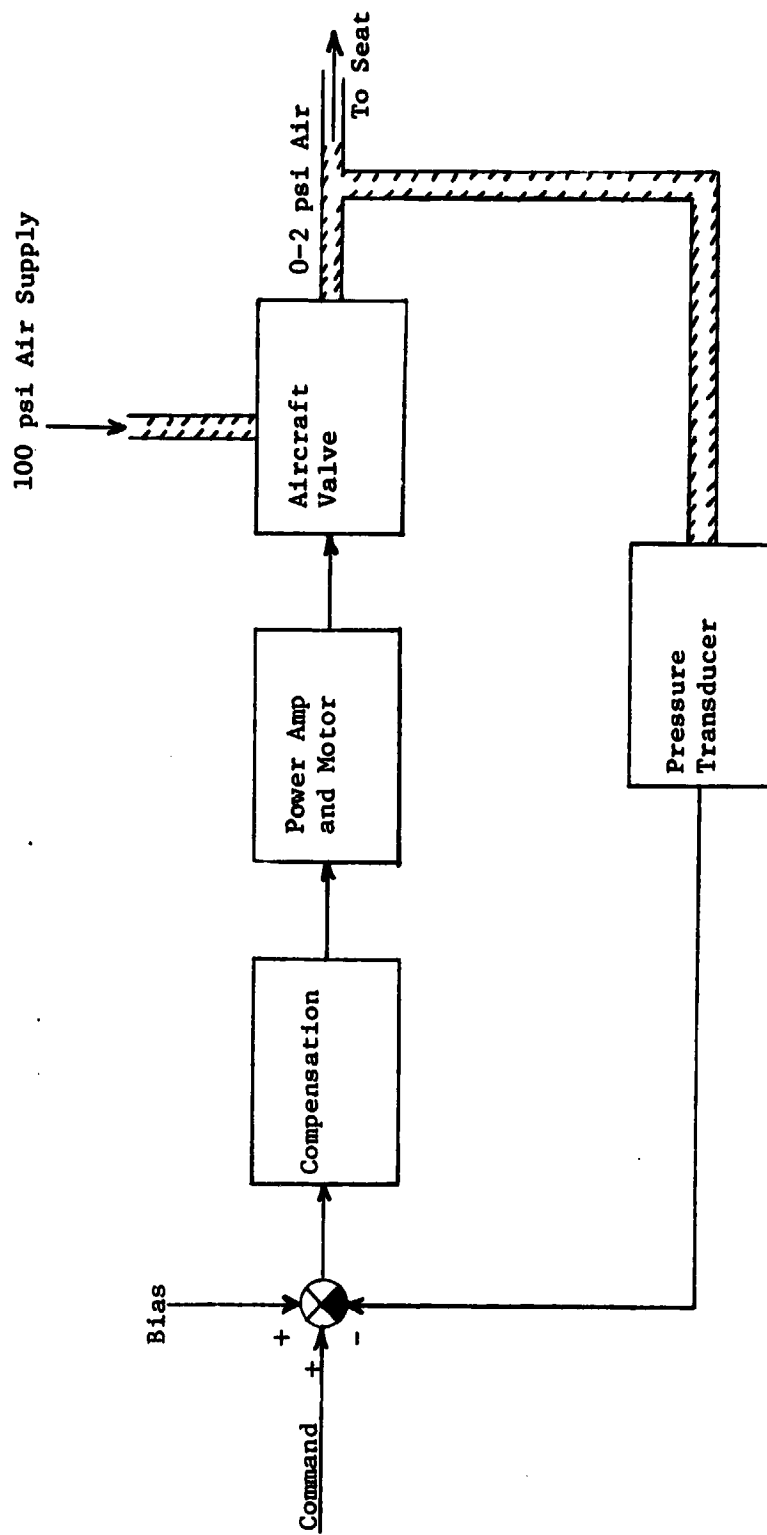 100 psi Air Supply
0-2 psi Air
To Seat
Aircraft
Valve
Power Amp
and Motor
Compensation
Bias
+
+
-
Command
Pressure
Transducer